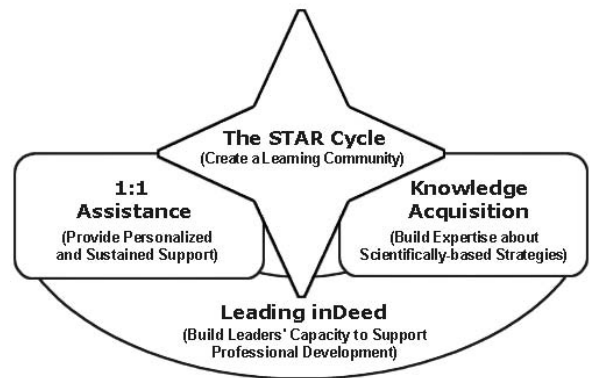 The STAR Cycle
(Create a Learning Community)
1:1
Assistance
(Provide Personalized
and Sustained Support)
Knowledge
Acquisition
(Build Expertise about
Scientifically-based Strategies)
Leading inDeed
(Build Leaders' Capacity to Support
Professional Development)